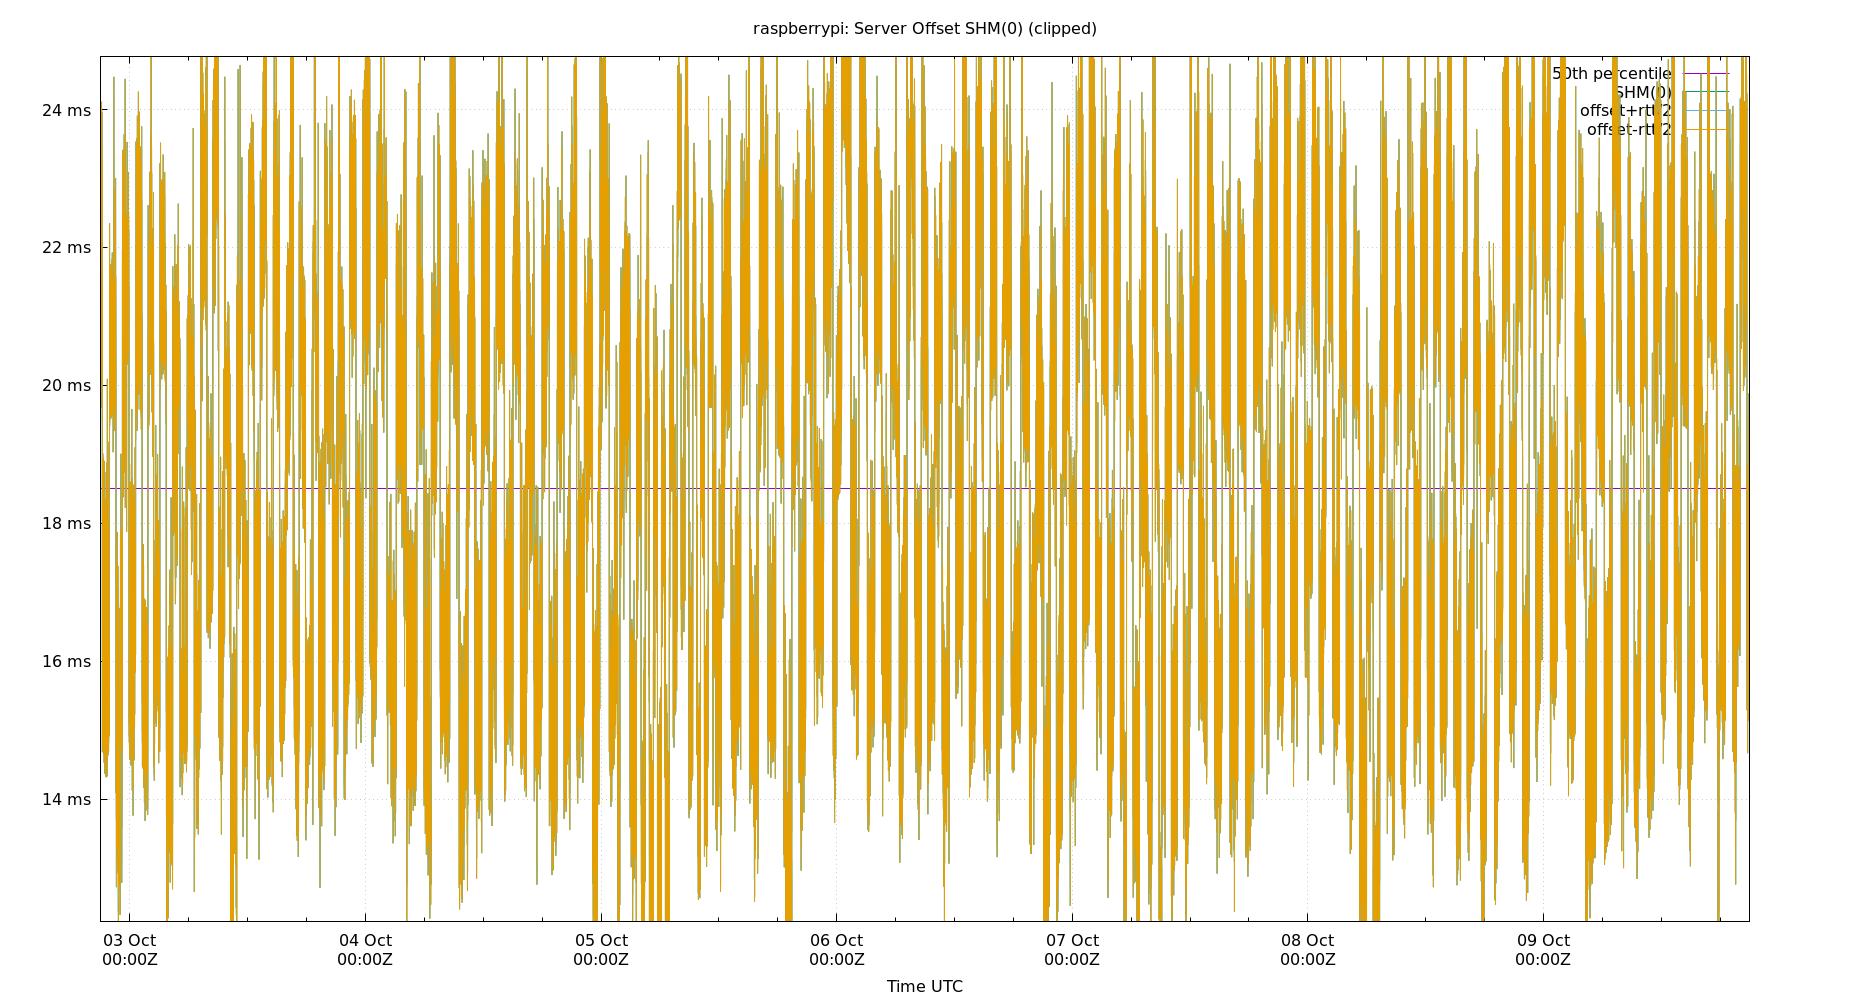 raspberrypi: Server Offset SHM(0) (clipped)
50th percentile
SHM(0)
offset+rtt/2
offset-rtt/2
24 ms
22 ms
20 ms
18 ms
16 ms
14 ms
03 Oct 04 Oct 05 Oct 06 Oct 07 Oct 08 Oct 09 Oct
00:00Z 00:00Z 00:00Z 00:00Z 00:00Z 00:00Z 00:00Z
Time UTC